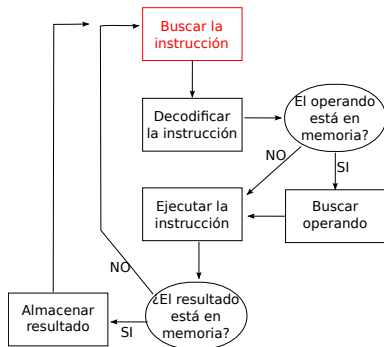 Buscar la
instrucción
Decodificar
la instrucción
El operando
está en
memoria?
NO
SI
Ejecutar la
instrucción
Buscar
operando
NO
Almacenar
resultado
SI
¿El resultado
está en
memoria?